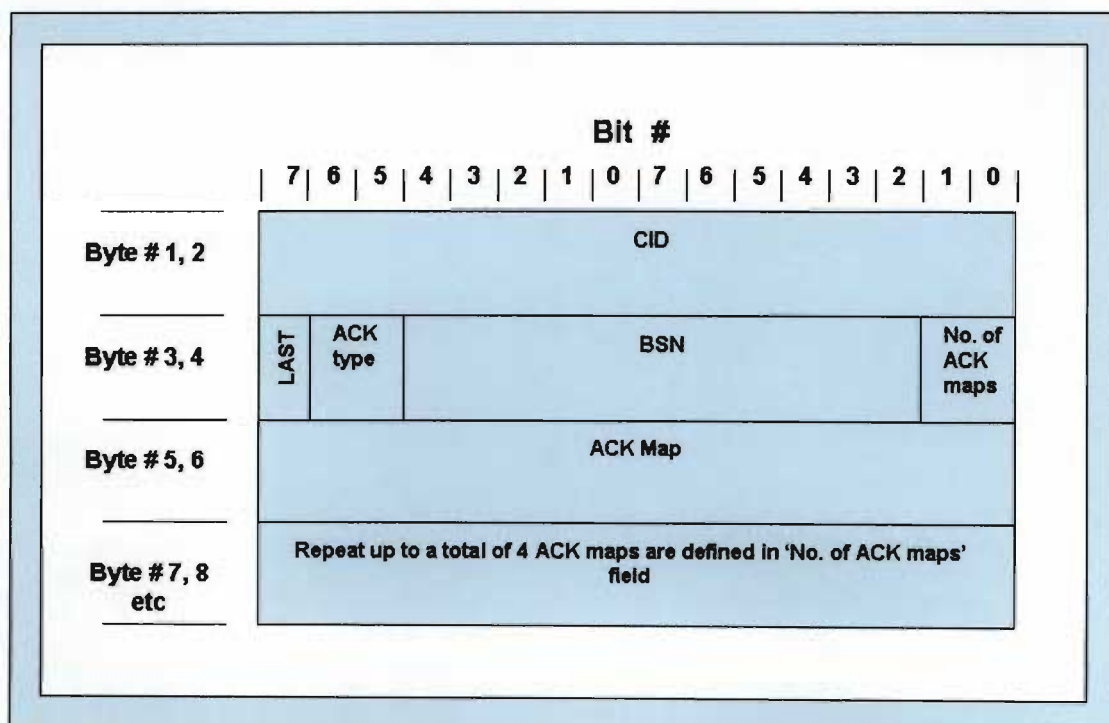 Bit #
7 6 5 4 3 2 1 0 7 6 5 4 3 2 1 0
Byte # 1, 2
CID
Byte # 3, 4
LAST
ACK
type
BSN
No. of
ACK
maps
Byte # 5, 6
ACK Map
Byte # 7, 8
etc
Repeat up to a total of 4 ACK maps are defined in ‘No. of ACK maps’
field